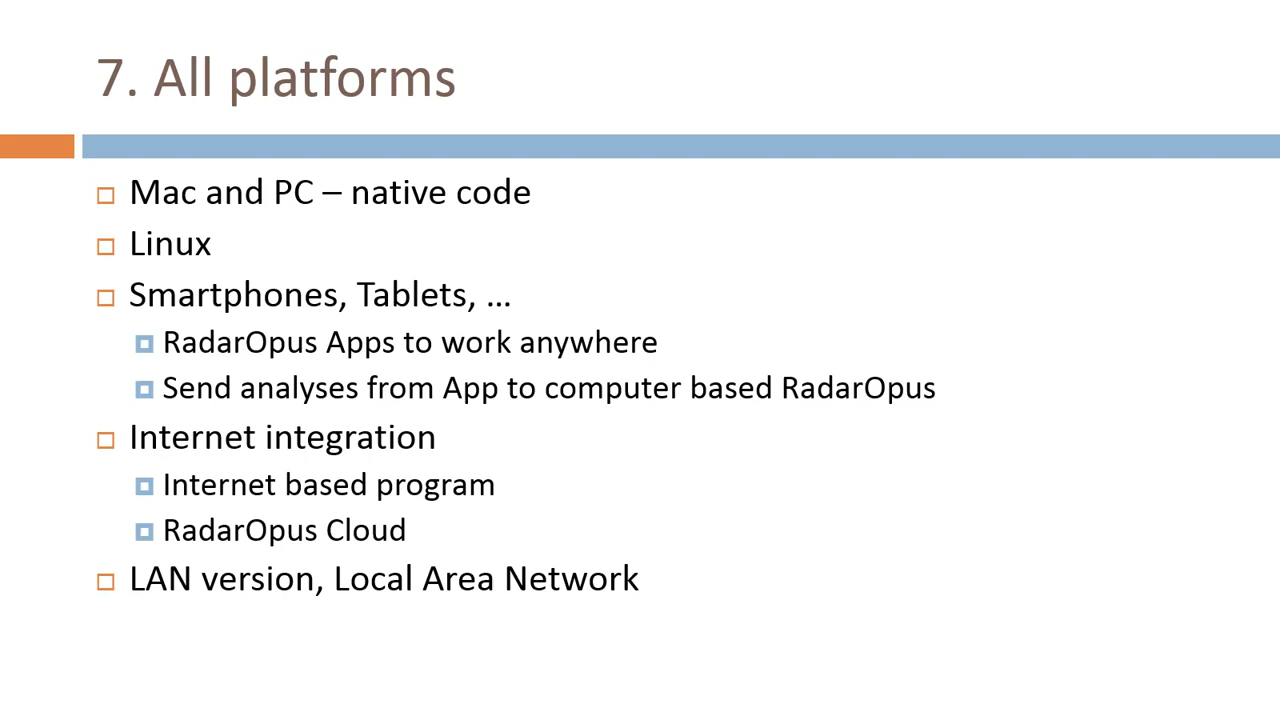 7. All platforms
Mac and PC – native code
Linux
Smartphones, Tablets, …
RadarOpus Apps to work anywhere
Send analyses from App to computer based RadarOpus
Internet integration
Internet based program
RadarOpus Cloud
LAN version, Local Area Network